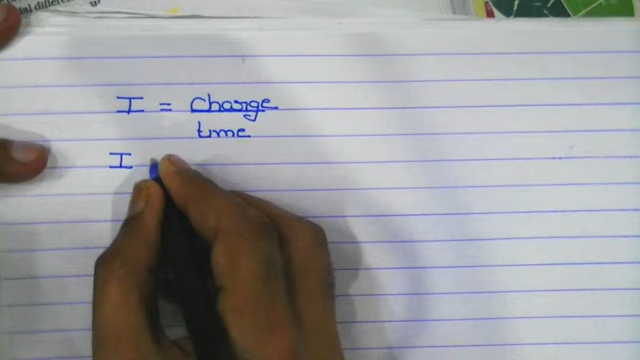 I = charge
time
I